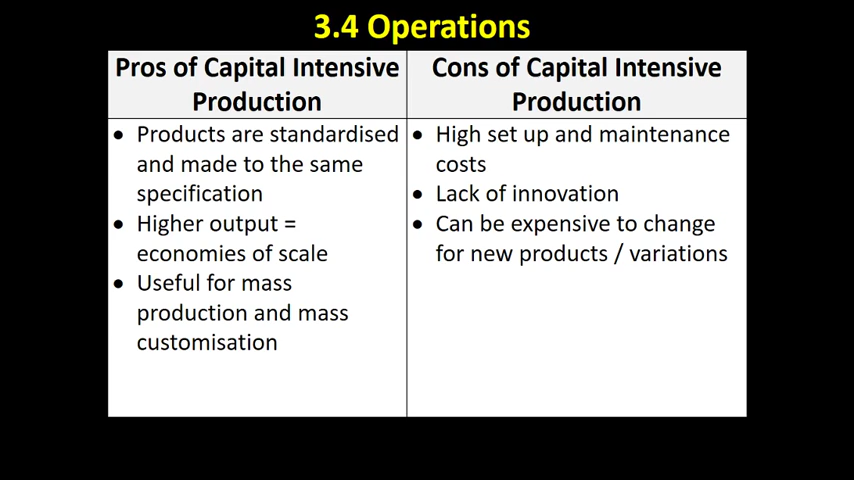 3.4 Operations
Pros of Capital Intensive
Production
Cons of Capital Intensive
Production
• Products are standardised
and made to the same
specification
• Higher output =
economies of scale
• Useful for mass
production and mass
customisation
• High set up and maintenance
costs
• Lack of innovation
• Can be expensive to change
for new products / variations